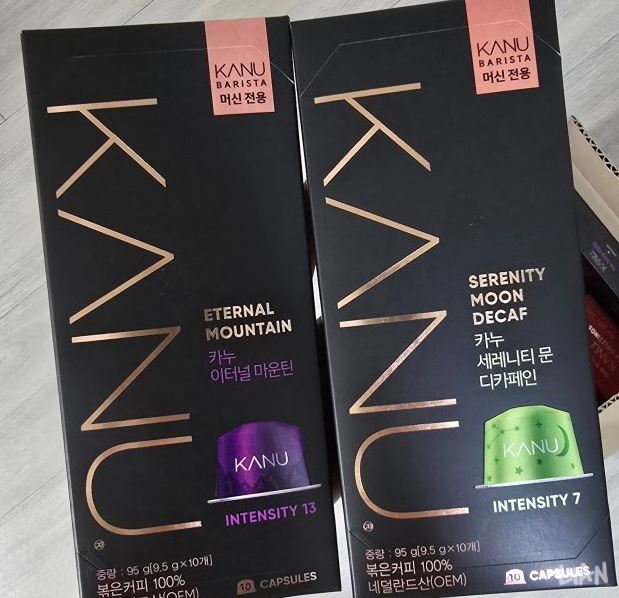 KANU
BARISTA
머신 전용
KANU
ETERNAL
MOUNTAIN
카누
이터널 마운틴
KANU
INTENSITY 13
중량 : 95 g[9.5 g×10개]
볶은커피 100%
10 CAPSULES
KANU
BARISTA
머신 전용
KANU
SERENITY
MOON
DECAF
카누
세레니티 문
디카페인
KANU
INTENSITY 7
중량 : 95 g[9.5 g×10개]
볶은커피 100%
네덜란드산(OEM)
10 CAPSULES